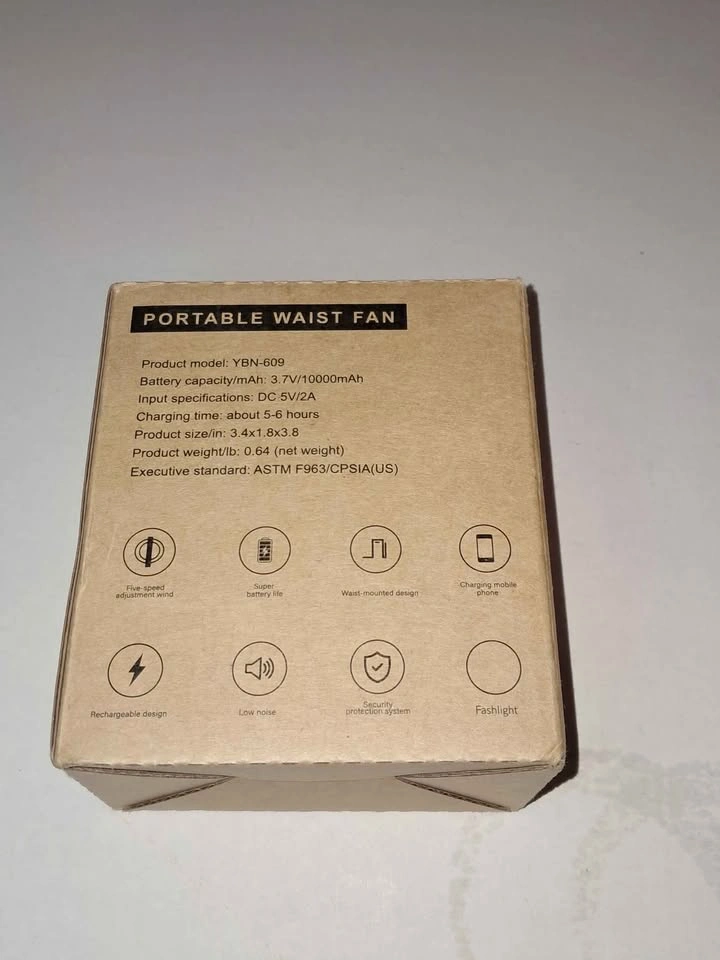 PORTABLE WAIST FAN
Product model: YBN-609
Battery capacity/mAh: 3.7V/10000mAh
Input specifications: DC 5V/2A
Charging time: about 5-6 hours
Product size/in: 3.4x1.8x3.8
Product weight/lb: 0.64 (net weight)
Executive standard: ASTM F963/CPSIA(US)
Five-speed
adjustment wind
Super
battery life
Waist-mounted design
Charging mobile
phone
Rechargeable design
Low noise
Security
protection system
Fashlight